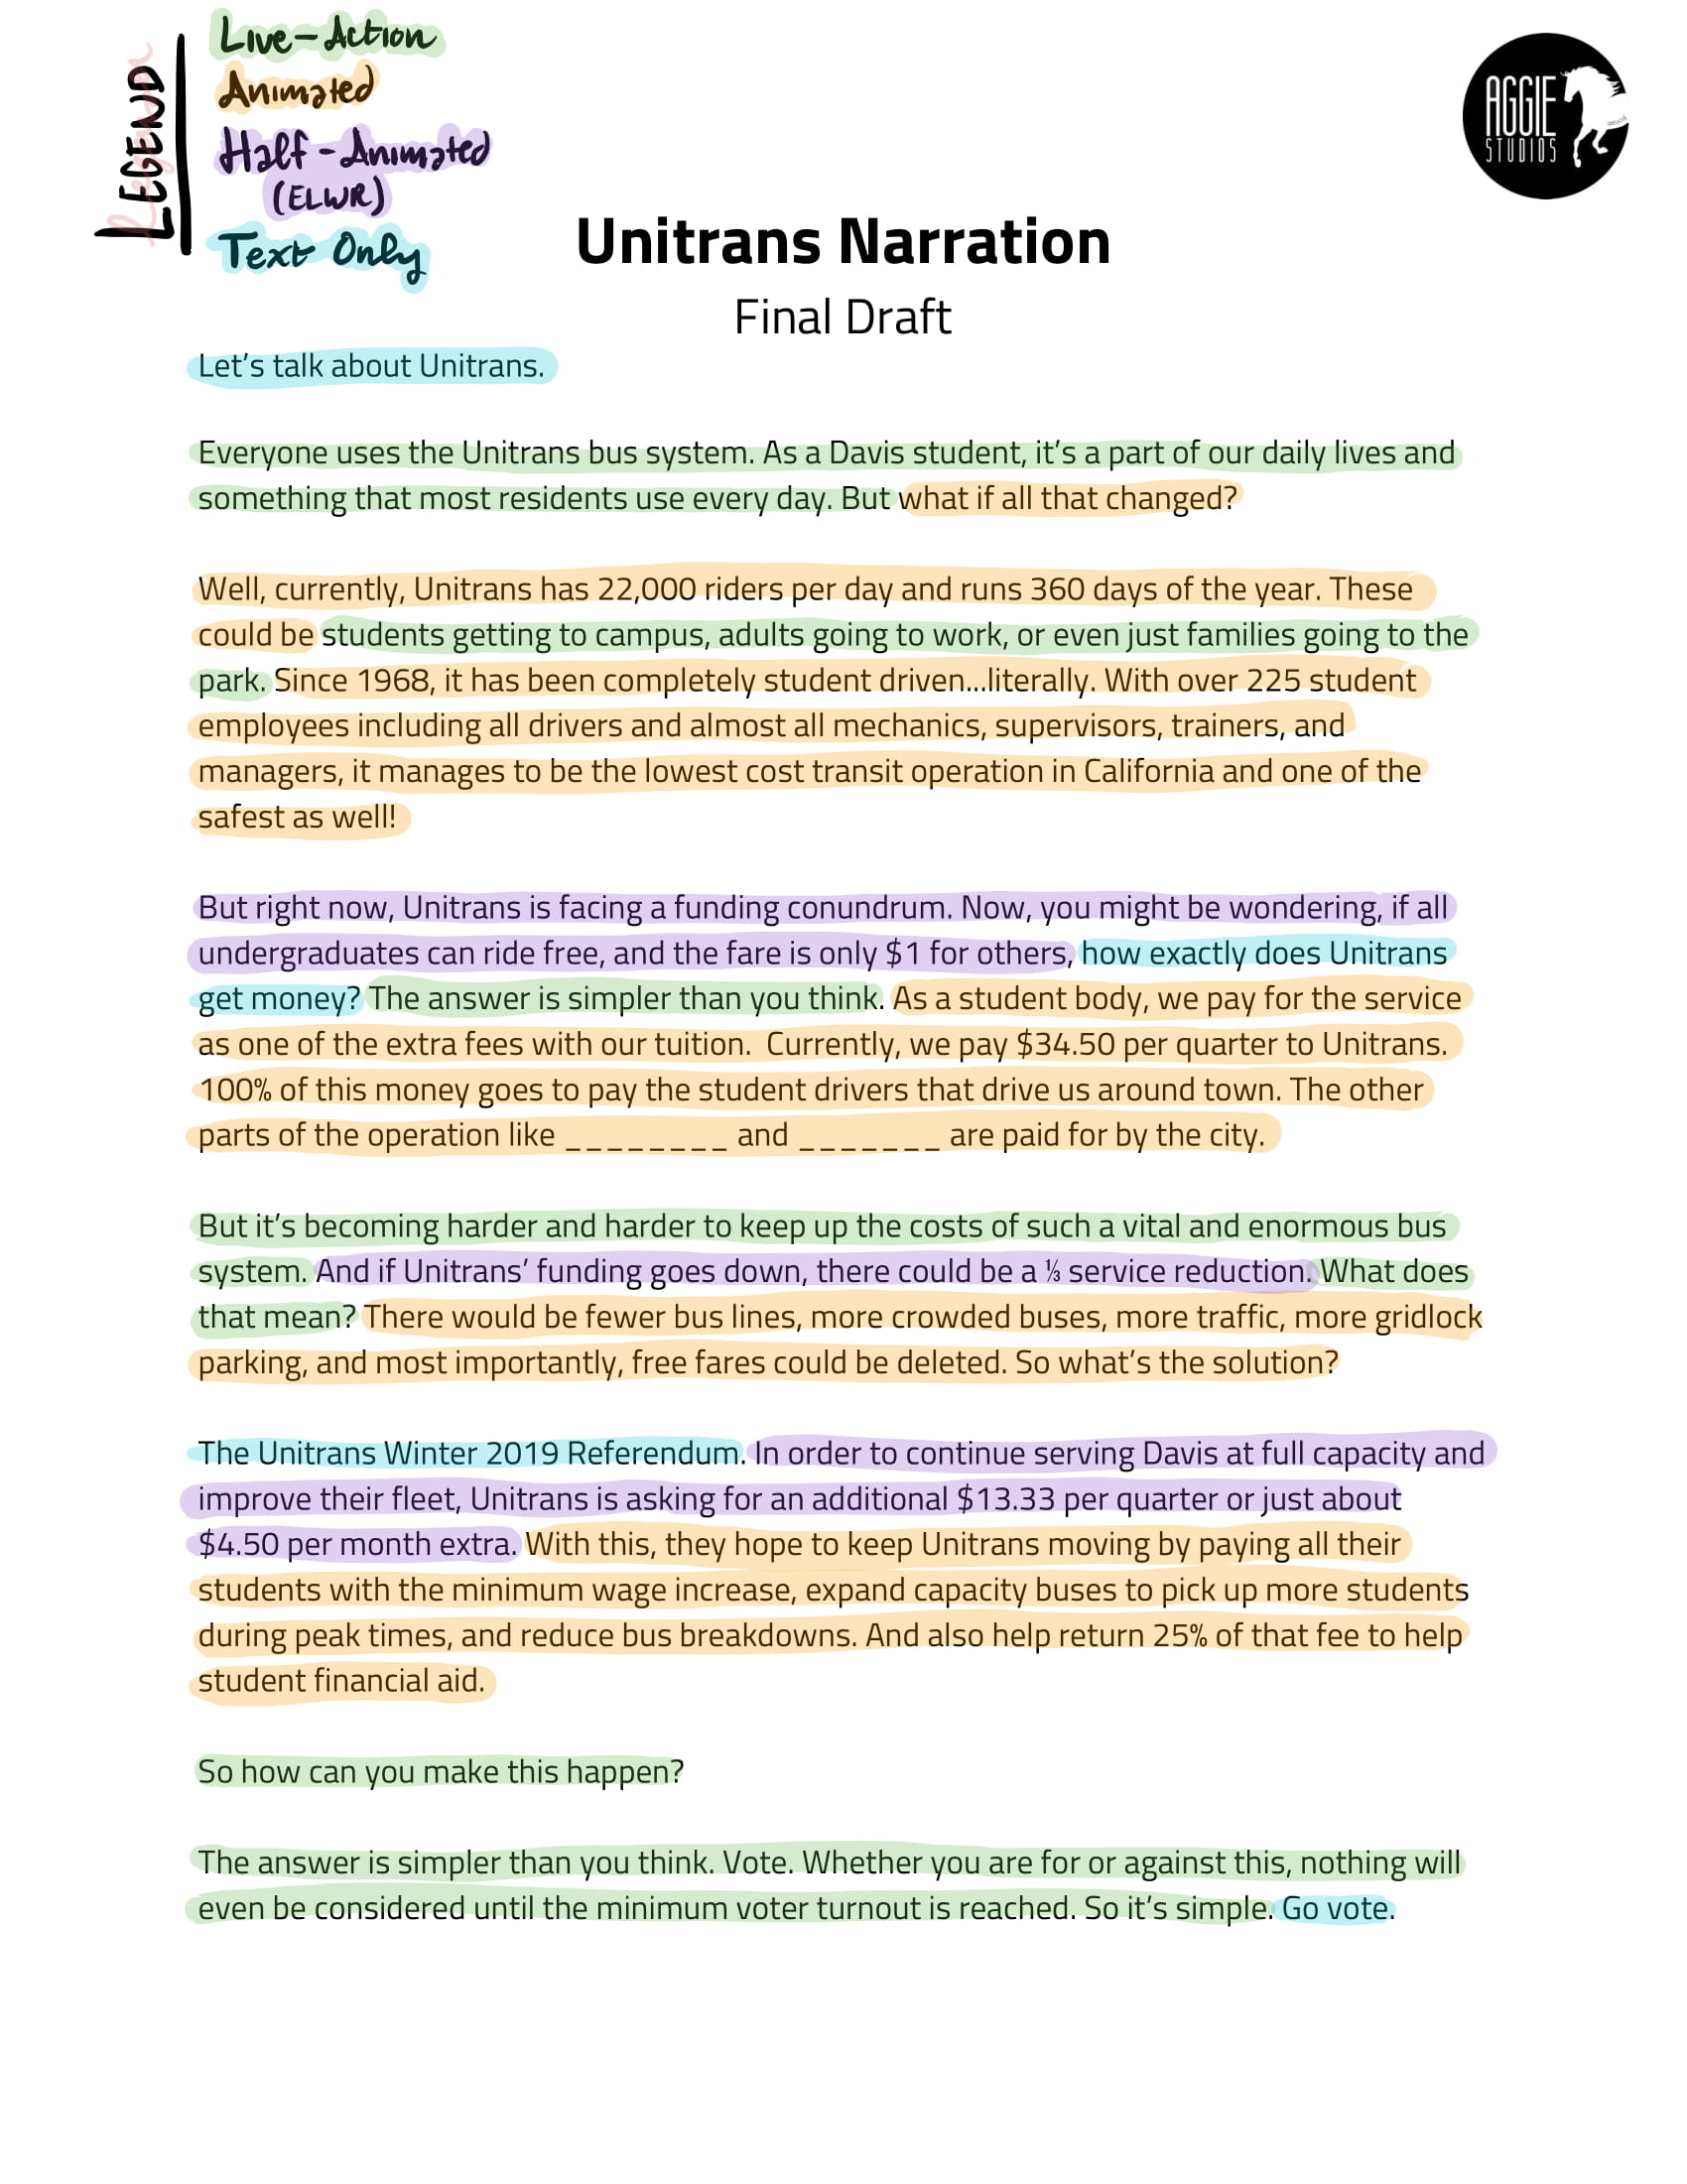 LEGEND
Live-Action
Animated
Half-Animated
(ELWR)
Text Only
AGGIE
STUDIOS
Unitrans Narration
Final Draft
Let’s talk about Unitrans.
Everyone uses the Unitrans bus system. As a Davis student, it’s a part of our daily lives and
something that most residents use every day. But what if all that changed?
Well, currently, Unitrans has 22,000 riders per day and runs 360 days of the year. These
could be students getting to campus, adults going to work, or even just families going to the
park. Since 1968, it has been completely student driven...literally. With over 225 student
employees including all drivers and almost all mechanics, supervisors, trainers, and
managers, it manages to be the lowest cost transit operation in California and one of the
safest as well!
But right now, Unitrans is facing a funding conundrum. Now, you might be wondering, if all
undergraduates can ride free, and the fare is only $1 for others, how exactly does Unitrans
get money? The answer is simpler than you think. As a student body, we pay for the service
as one of the extra fees with our tuition.  Currently, we pay $34.50 per quarter to Unitrans.
100% of this money goes to pay the student drivers that drive us around town. The other
parts of the operation like ________ and _______ are paid for by the city.
But it’s becoming harder and harder to keep up the costs of such a vital and enormous bus
system. And if Unitrans’ funding goes down, there could be a ⅓ service reduction. What does
that mean? There would be fewer bus lines, more crowded buses, more traffic, more gridlock
parking, and most importantly, free fares could be deleted. So what’s the solution?
The Unitrans Winter 2019 Referendum. In order to continue serving Davis at full capacity and
improve their fleet, Unitrans is asking for an additional $13.33 per quarter or just about
$4.50 per month extra. With this, they hope to keep Unitrans moving by paying all their
students with the minimum wage increase, expand capacity buses to pick up more students
during peak times, and reduce bus breakdowns. And also help return 25% of that fee to help
student financial aid.
So how can you make this happen?
The answer is simpler than you think. Vote. Whether you are for or against this, nothing will
even be considered until the minimum voter turnout is reached. So it’s simple. Go vote.